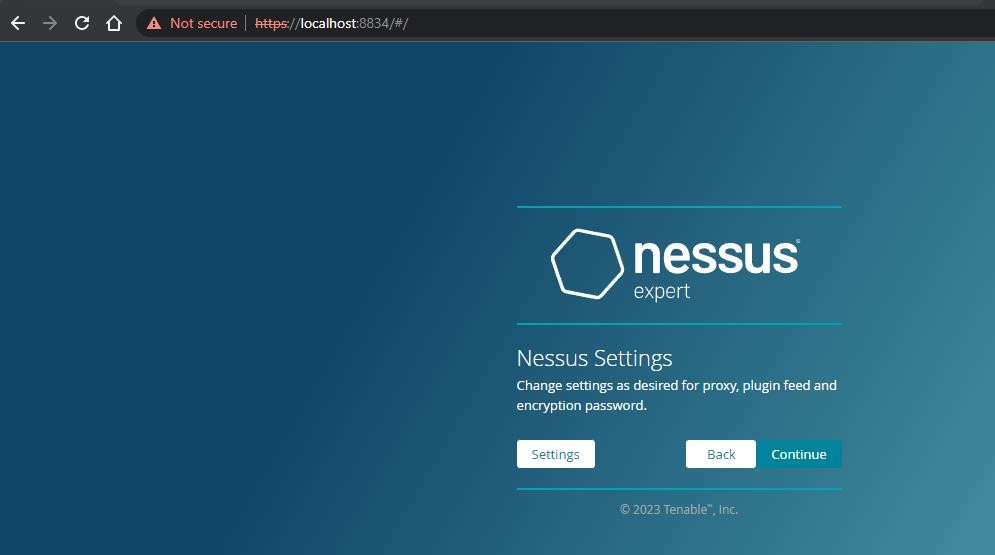 Not secure | https://localhost:8834/#/
nessus®
expert
Nessus Settings
Change settings as desired for proxy, plugin feed and
encryption password.
Settings Back Continue
© 2023 Tenable™, Inc.